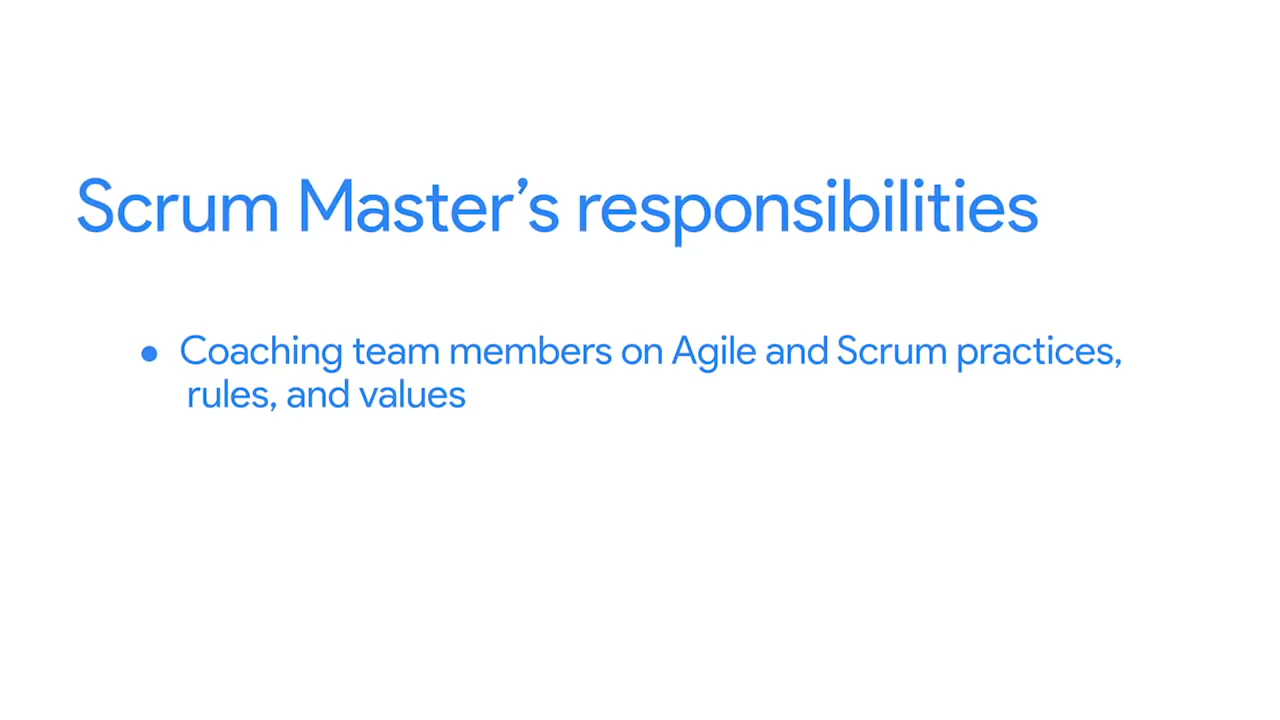 Scrum Master’s responsibilities
● Coaching team members on Agile and Scrum practices,
rules, and values